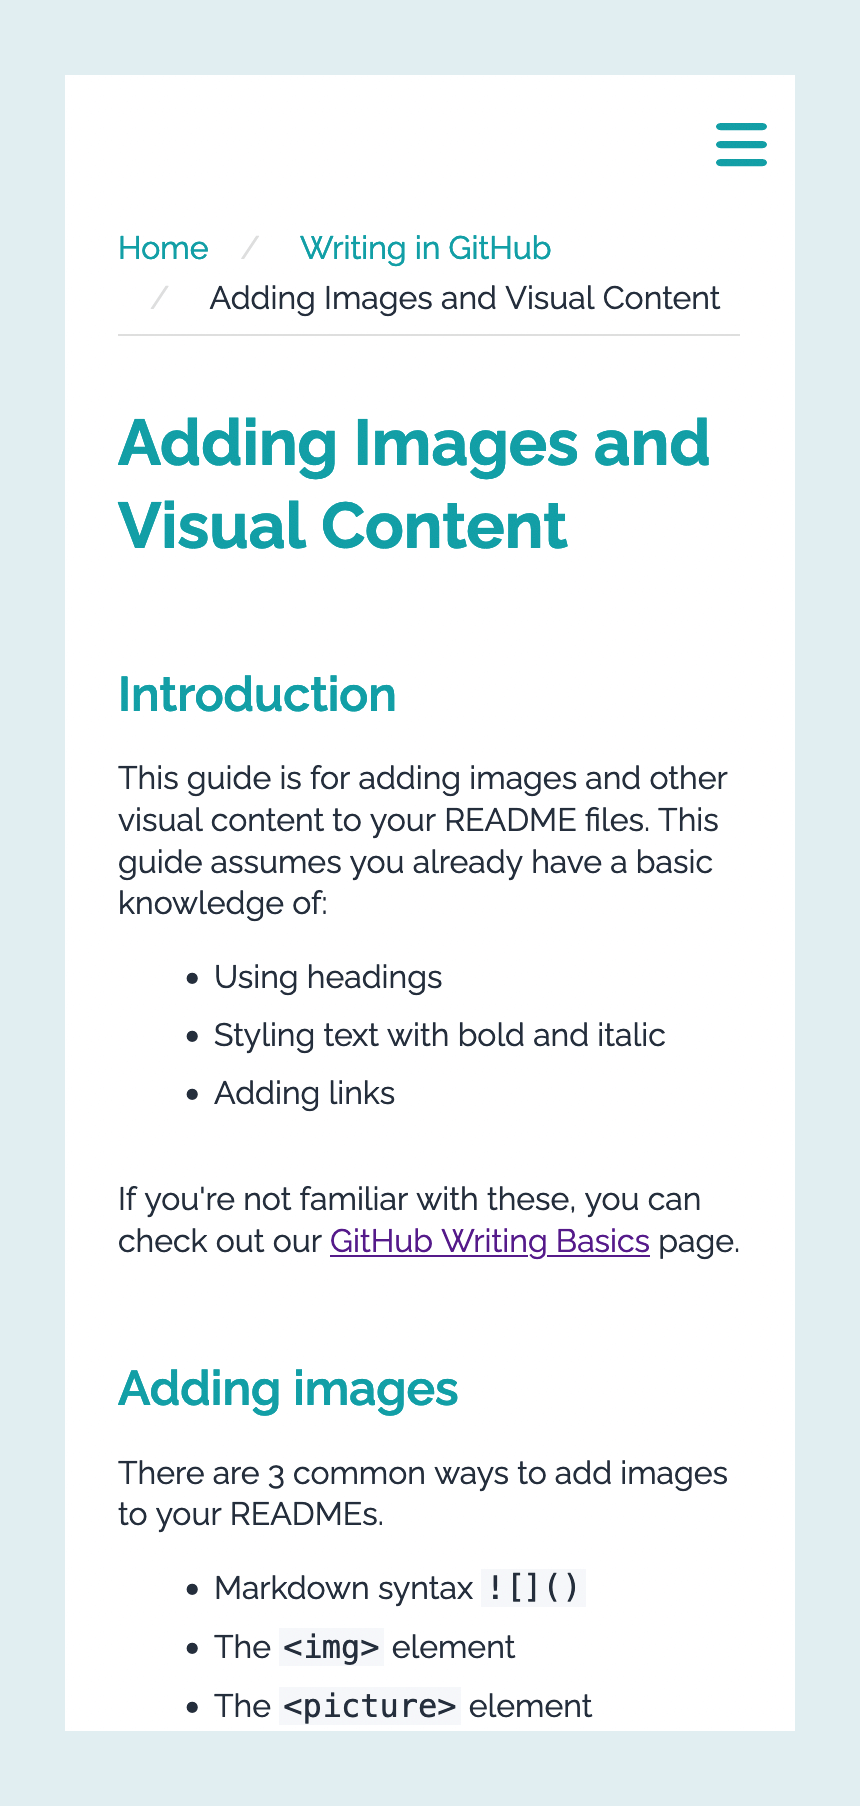 Home / Writing in GitHub
/ Adding Images and Visual Content
Adding Images and
Visual Content
Introduction
This guide is for adding images and other
visual content to your README files. This
guide assumes you already have a basic
knowledge of:
• Using headings
• Styling text with bold and italic
• Adding links
If you're not familiar with these, you can
check out our GitHub Writing Basics page.
Adding images
There are 3 common ways to add images
to your READMEs.
• Markdown syntax ![]()
• The <img> element
• The <picture> element